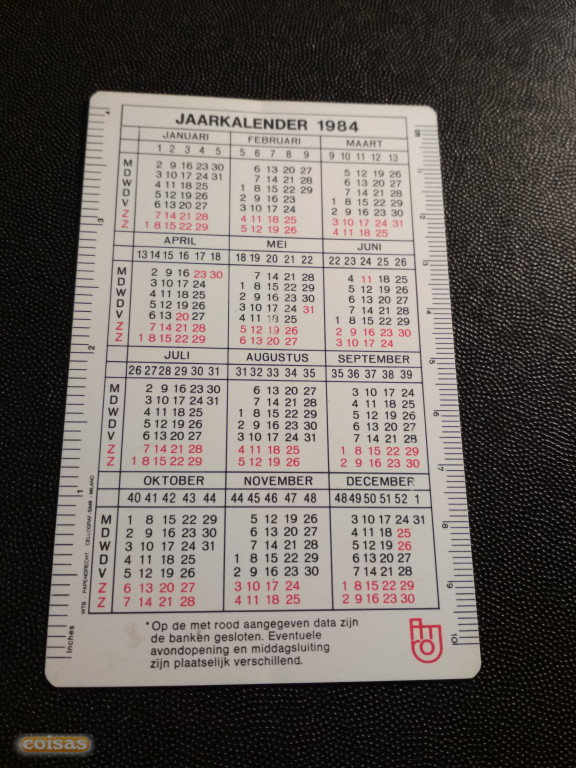 JAARKALENDER 1984
JANUARI FEBRUARI MAART
1 2 3 4 5 5 6 7 8 9 9 10 11 12 13
M 2 9 16 23 30 6 13 20 27 5 12 19 26
D 3 10 17 24 31 7 14 21 28 6 13 20 27
W 4 11 18 25 1 8 15 22 29 7 14 21 28
D 5 12 19 26 2 9 16 23 1 8 15 22 29
V 6 13 20 27 3 10 17 24 2 9 16 23 30
Z 7 14 21 28 4 11 18 25 3 10 17 24 31
Z 1 8 15 22 29 5 12 19 26 4 11 18 25
APRIL MEI JUNI
13 14 15 16 17 18 18 19 20 21 22 22 23 24 25 26
M 2 9 16 23 30 7 14 21 28 4 11 18 25
D 3 10 17 24 1 8 15 22 29 5 12 19 26
W 4 11 18 25 2 9 16 23 30 6 13 20 27
D 5 12 19 26 3 10 17 24 31 7 14 21 28
V 6 13 20 27 4 11 18 25 1 8 15 22 29
Z 7 14 21 28 5 12 19 26 2 9 16 23 30
Z 1 8 15 22 29 6 13 20 27 3 10 17 24
JULI AUGUSTUS SEPTEMBER
26 27 28 29 30 31 31 32 33 34 35 35 36 37 38 39
M 2 9 16 23 30 6 13 20 27 3 10 17 24
D 3 10 17 24 31 7 14 21 28 4 11 18 25
W 4 11 18 25 1 8 15 22 29 5 12 19 26
D 5 12 19 26 2 9 16 23 30 6 13 20 27
V 6 13 20 27 3 10 17 24 31 7 14 21 28
Z 7 14 21 28 4 11 18 25 1 8 15 22 29
Z 1 8 15 22 29 5 12 19 26 2 9 16 23 30
OKTOBER NOVEMBER DECEMBER
40 41 42 43 44 44 45 46 47 48 48 49 50 51 52 1
M 1 8 15 22 29 5 12 19 26 3 10 17 24 31
D 2 9 16 23 30 6 13 20 27 4 11 18 25
W 3 10 17 24 31 7 14 21 28 5 12 19 26
D 4 11 18 25 1 8 15 22 29 6 13 20 27
V 5 12 19 26 2 9 16 23 30 7 14 21 28
Z 6 13 20 27 3 10 17 24 1 8 15 22 29
Z 7 14 21 28 4 11 18 25 2 9 16 23 30
*Op de met rood aangegeven data zijn
de banken gesloten. Eventuele
avondopening en middagsluiting
zijn plaatselijk verschillend.
WTB - PAPENDRECHT CELLOGRAF-SIMP - MILANO
Inches
1
2
3
4
13
15
16
17
18
19
coisas